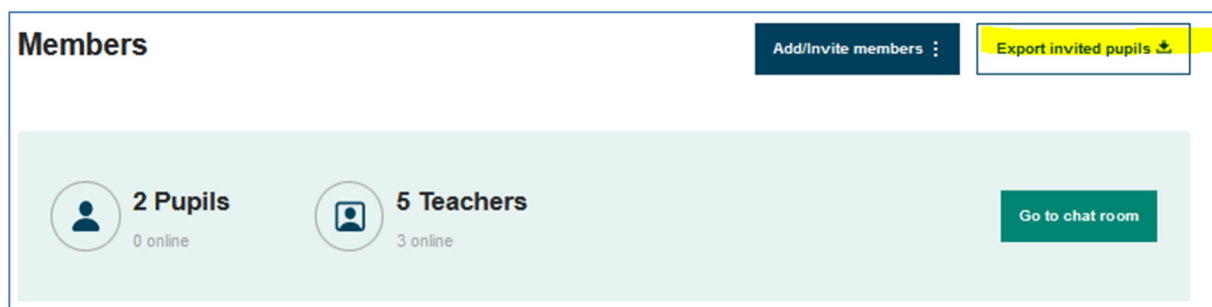 Members
Add/Invite members
Export invited pupils
2 Pupils
0 online
5 Teachers
3 online
Go to chat room